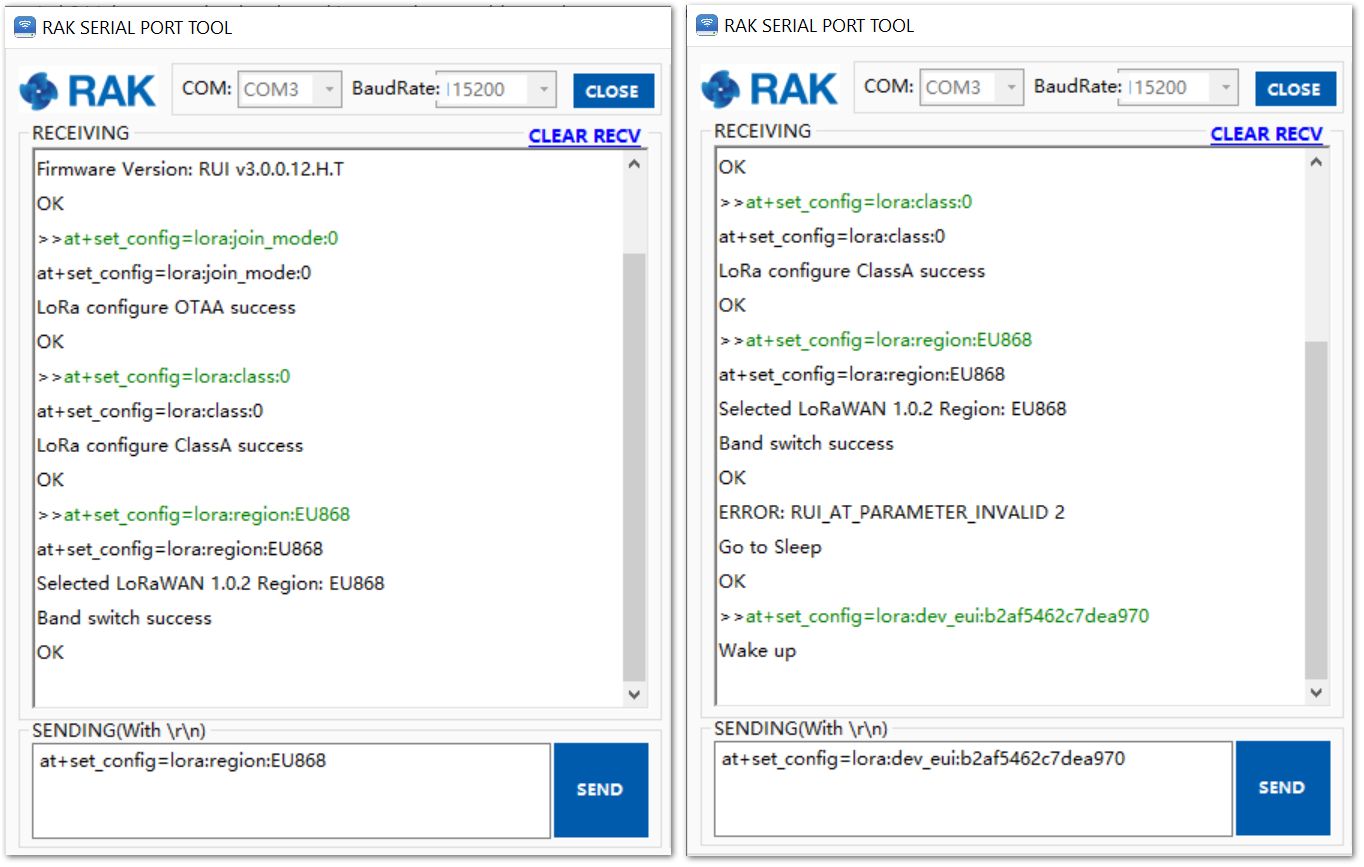 RAK SERIAL PORT TOOL
RAK COM: COM3 BaudRate: 115200 CLOSE
RECEIVING CLEAR RECV
Firmware Version: RUI v3.0.0.12.H.T
OK
>>at+set_config=lora:join_mode:0
at+set_config=lora:join_mode:0
LoRa configure OTAA success
OK
>>at+set_config=lora:class:0
at+set_config=lora:class:0
LoRa configure ClassA success
OK
>>at+set_config=lora:region:EU868
at+set_config=lora:region:EU868
Selected LoRaWAN 1.0.2 Region: EU868
Band switch success
OK
SENDING(With \r\n)
at+set_config=lora:region:EU868
SEND
RAK SERIAL PORT TOOL
RAK COM: COM3 BaudRate: 115200 CLOSE
RECEIVING CLEAR RECV
OK
>>at+set_config=lora:class:0
at+set_config=lora:class:0
LoRa configure ClassA success
OK
>>at+set_config=lora:region:EU868
at+set_config=lora:region:EU868
Selected LoRaWAN 1.0.2 Region: EU868
Band switch success
OK
ERROR: RUI_AT_PARAMETER_INVALID 2
Go to Sleep
OK
>>at+set_config=lora:dev_eui:b2af5462c7dea970
Wake up
SENDING(With \r\n)
at+set_config=lora:dev_eui:b2af5462c7dea970
SEND